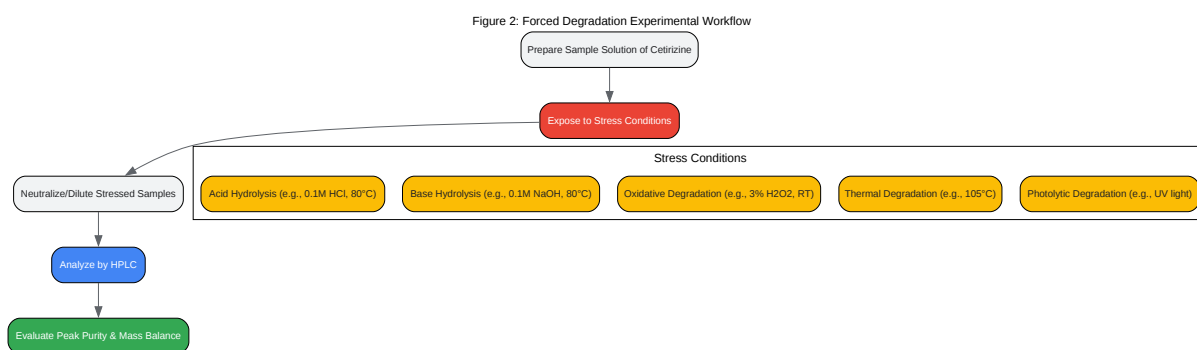 Figure 2: Forced Degradation Experimental Workflow
Prepare Sample Solution of Cetirizine
Expose to Stress Conditions
Stress Conditions
Neutralize/Dilute Stressed Samples
Acid Hydrolysis (e.g., 0.1M HCl, 80°C)
Base Hydrolysis (e.g., 0.1M NaOH, 80°C)
Oxidative Degradation (e.g., 3% H2O2, RT)
Thermal Degradation (e.g., 105°C)
Photolytic Degradation (e.g., UV light)
Analyze by HPLC
Evaluate Peak Purity & Mass Balance